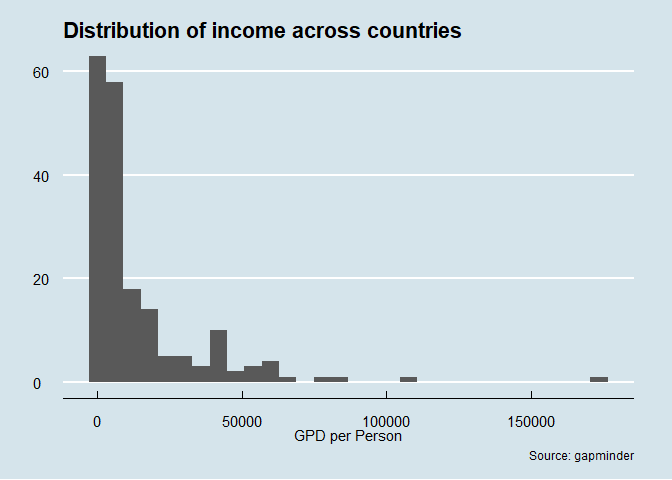 Distribution of income across countries
60
40
20
0
0 50000 100000 150000
GPD per Person
Source: gapminder